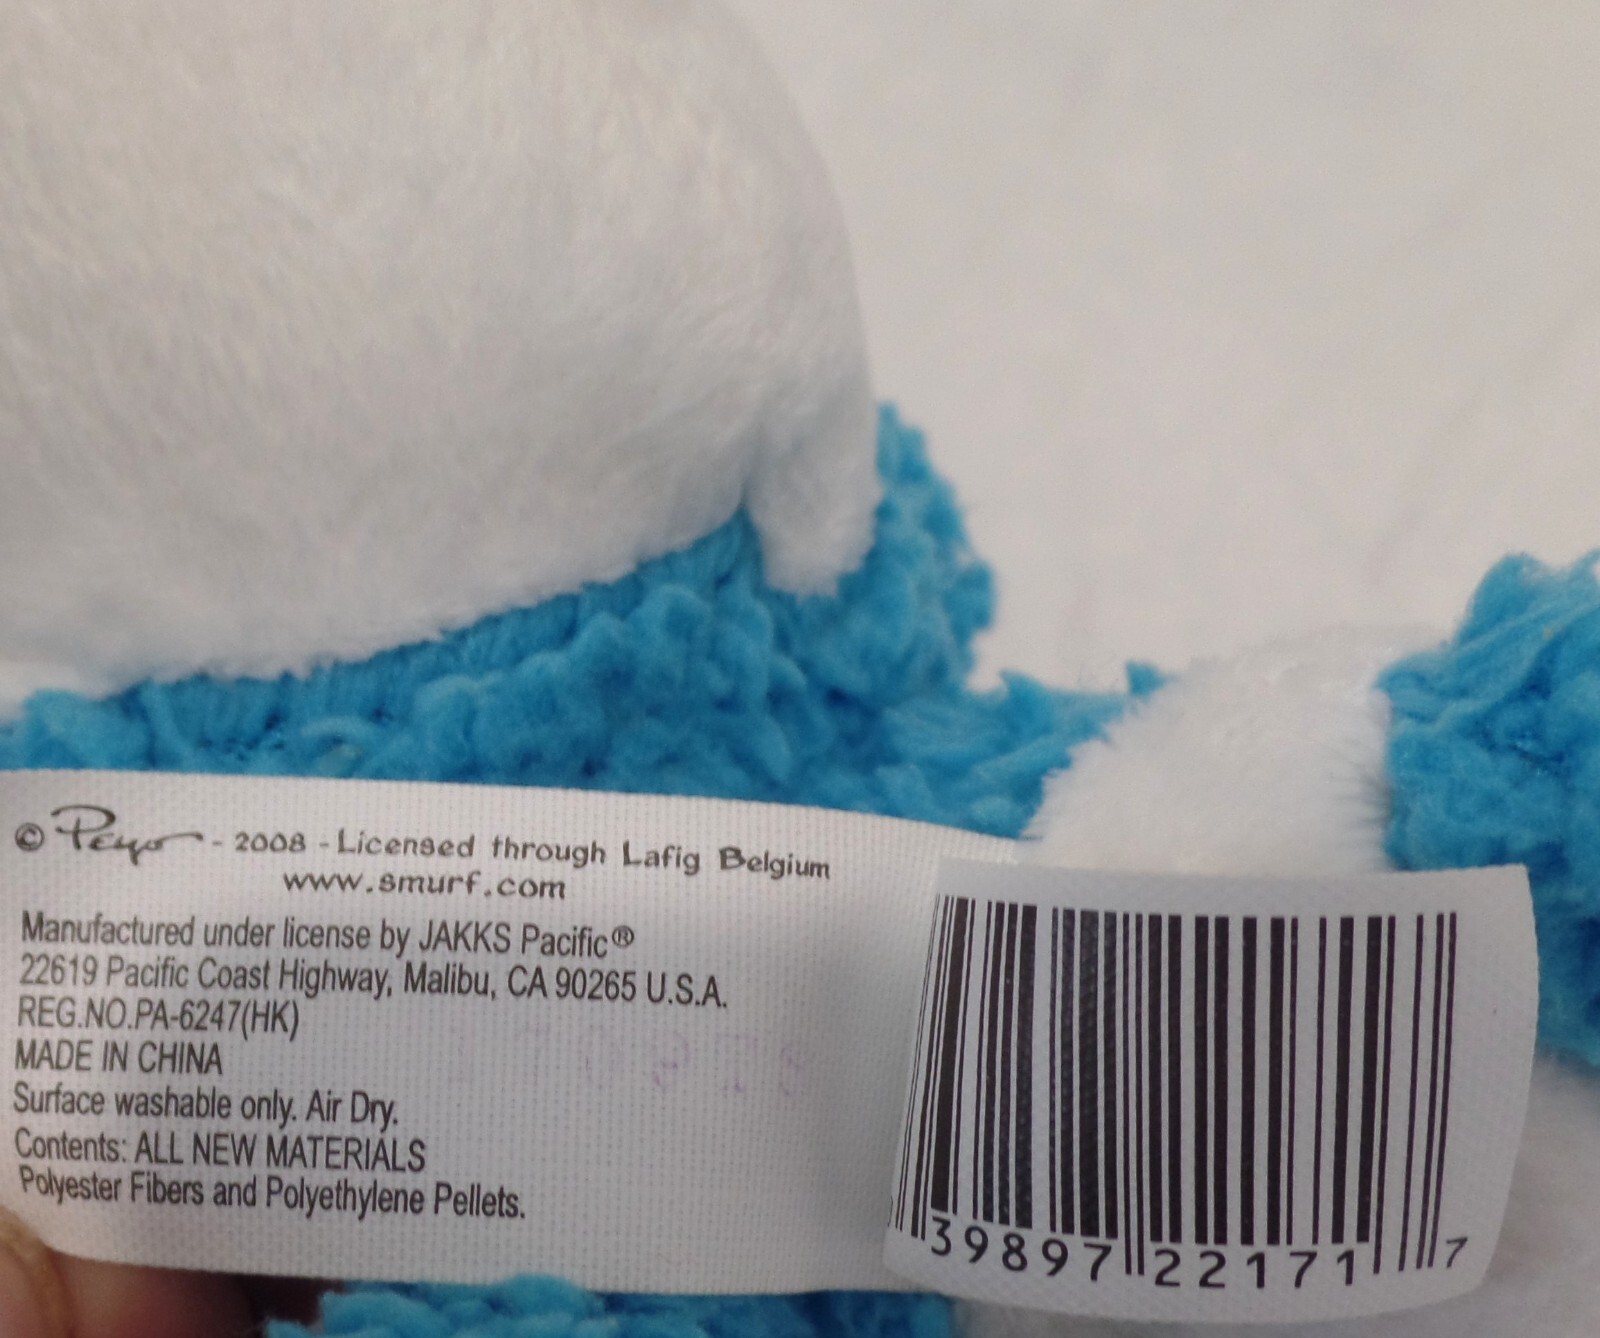 © Peyo - 2008 - Licensed through Lafig Belgium
www.smurf.com
Manufactured under license by JAKKS Pacific®
22619 Pacific Coast Highway, Malibu, CA 90265 U.S.A.
REG.NO.PA-6247(HK)
MADE IN CHINA
Surface washable only. Air Dry.
Contents: ALL NEW MATERIALS
Polyester Fibers and Polyethylene Pellets.
39897 22171 7